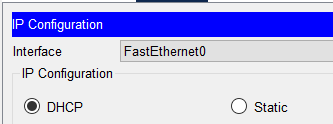 IP Configuration
Interface FastEthernet0
IP Configuration
DHCP Static